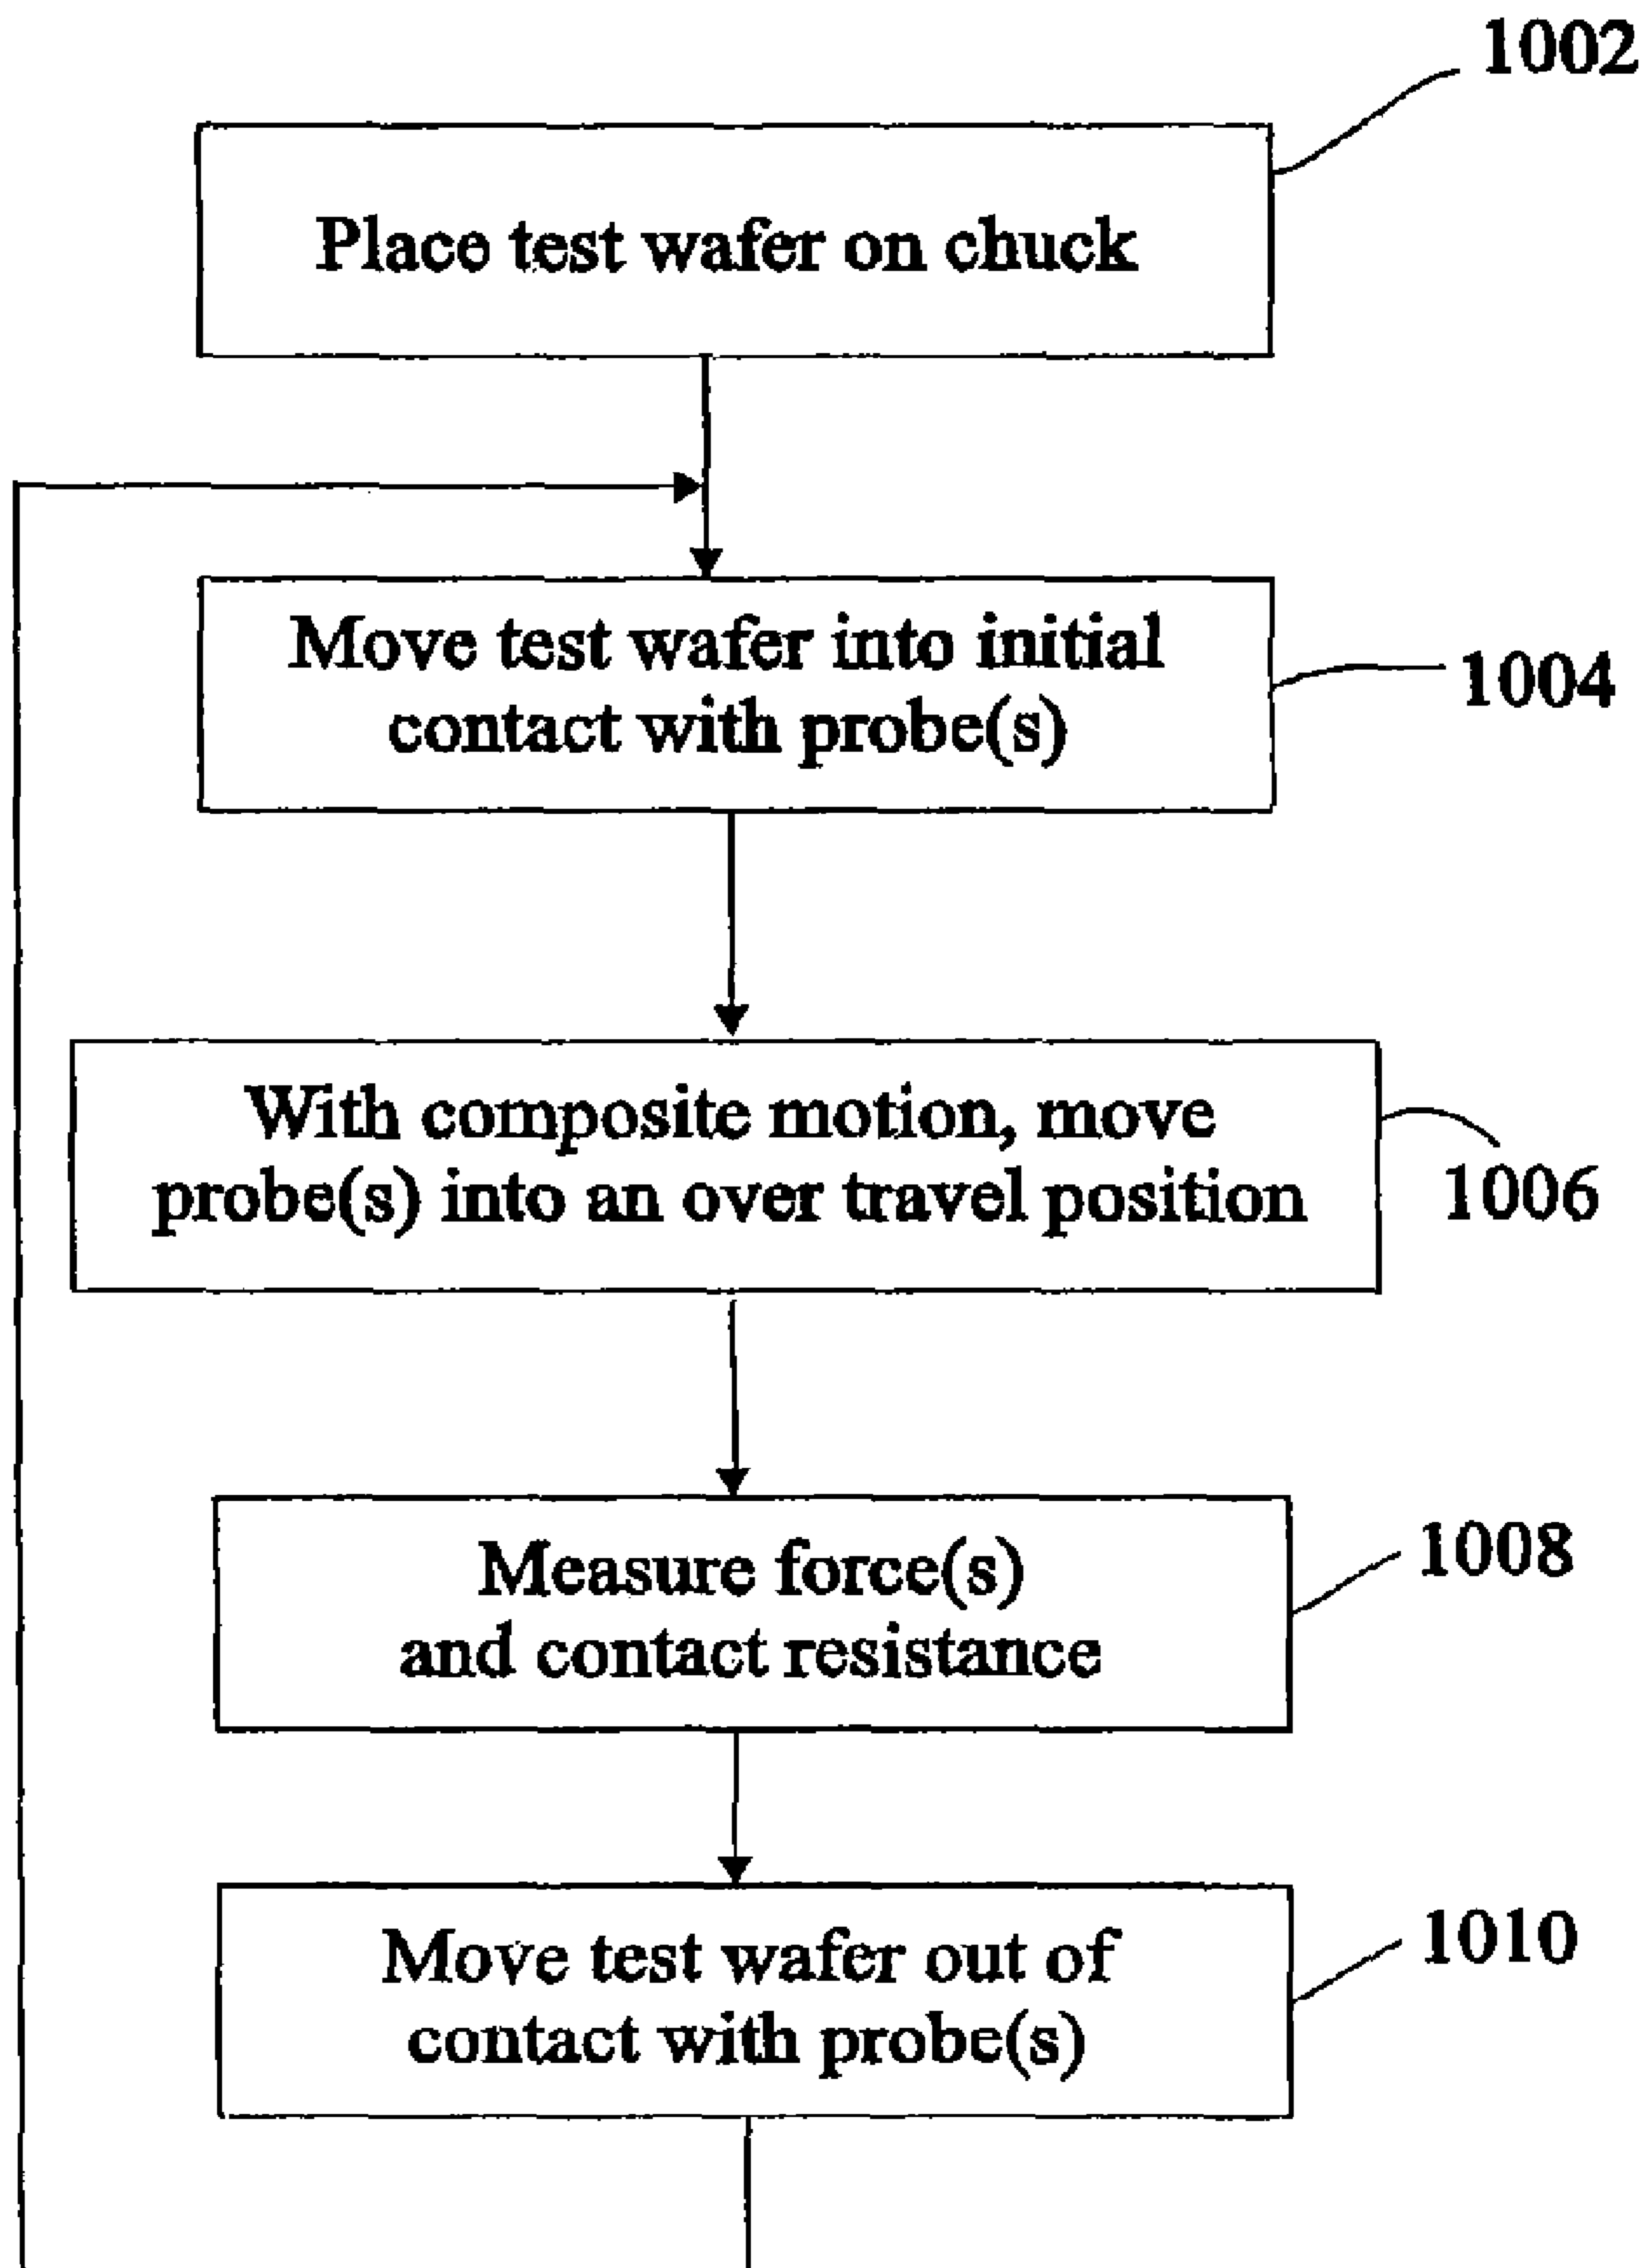 1002
Place test wafer on chuck
Move test wafer into initial
contact with probe(s)
1004
With composite motion, move
probe(s) into an over travel position
1006
Measure force(s)
and contact resistance
1008
Move test wafer out of
contact with probe(s)
1010